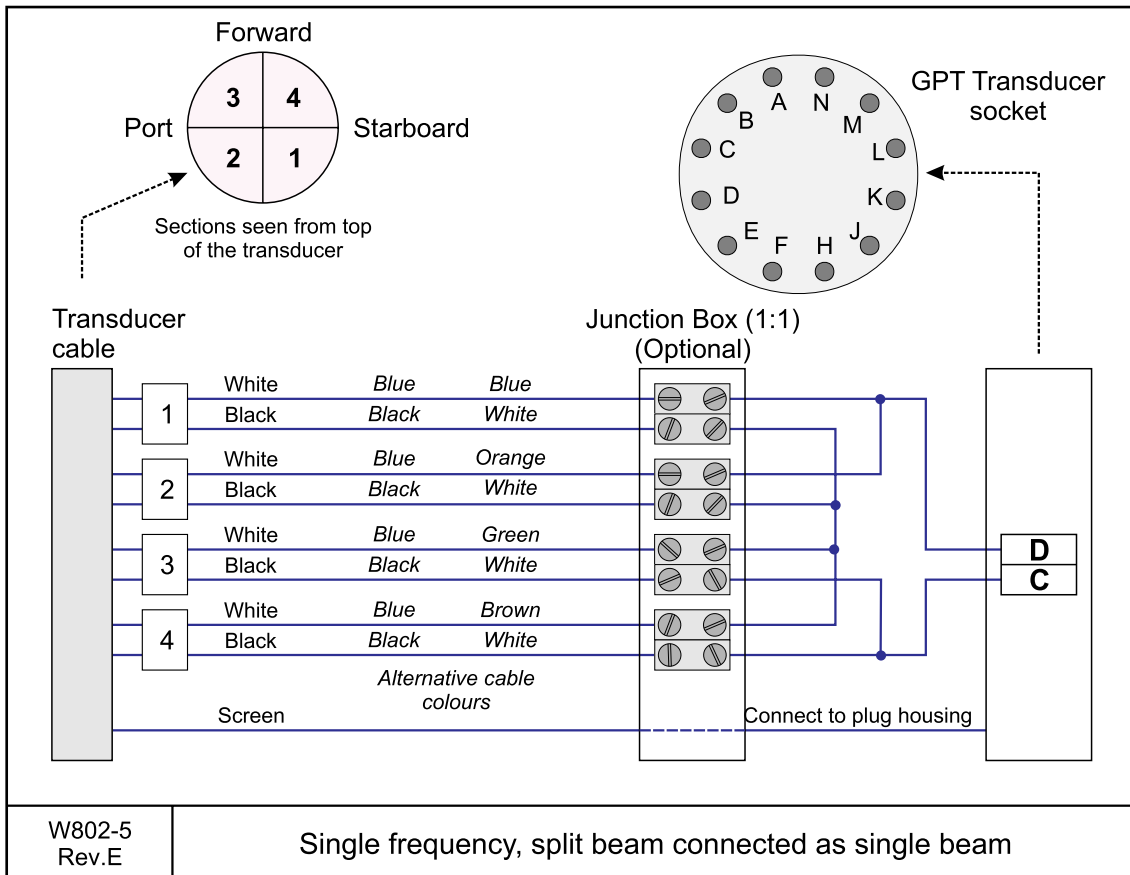 Forward
3 4
Port
Starboard
2 1
Sections seen from top
of the transducer
GPT Transducer
socket
A N
B M
C L
D K
E J
F H
Transducer
cable
Junction Box (1:1)
(Optional)
1
White Blue Blue
Black Black White
2
White Blue Orange
Black Black White
3
White Blue Green
Black Black White
4
White Blue Brown
Black Black White
Alternative cable
colours
D
C
Screen
Connect to plug housing
W802-5
Rev.E
Single frequency, split beam connected as single beam